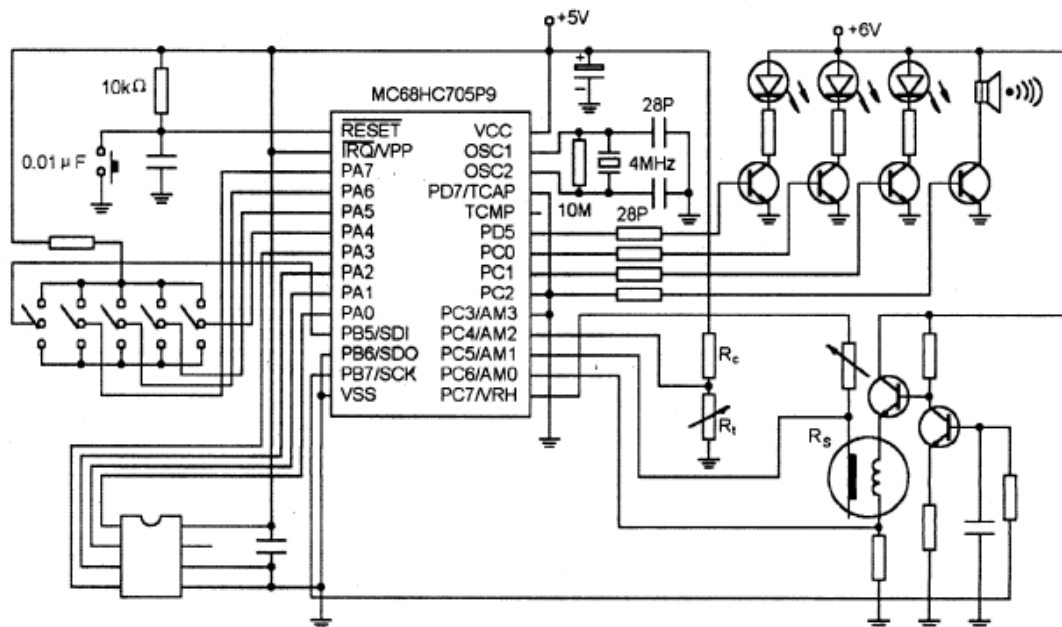 +5V
+6V
10kΩ
+
−
MC68HC705P9
28P
RESET
VCC
0.01 μF
IRQ/VPP
OSC1
4MHz
PA7
OSC2
PA6
PD7/TCAP
10M
PA5
TCMP
28P
PA4
PD5
PA3
PC0
PA2
PC1
PA1
PC2
PA0
PC3/AM3
PB5/SDI
PC4/AM2
Rc
PB6/SDO
PC5/AM1
PB7/SCK
PC6/AM0
VSS
PC7/VRH
Rt
RS